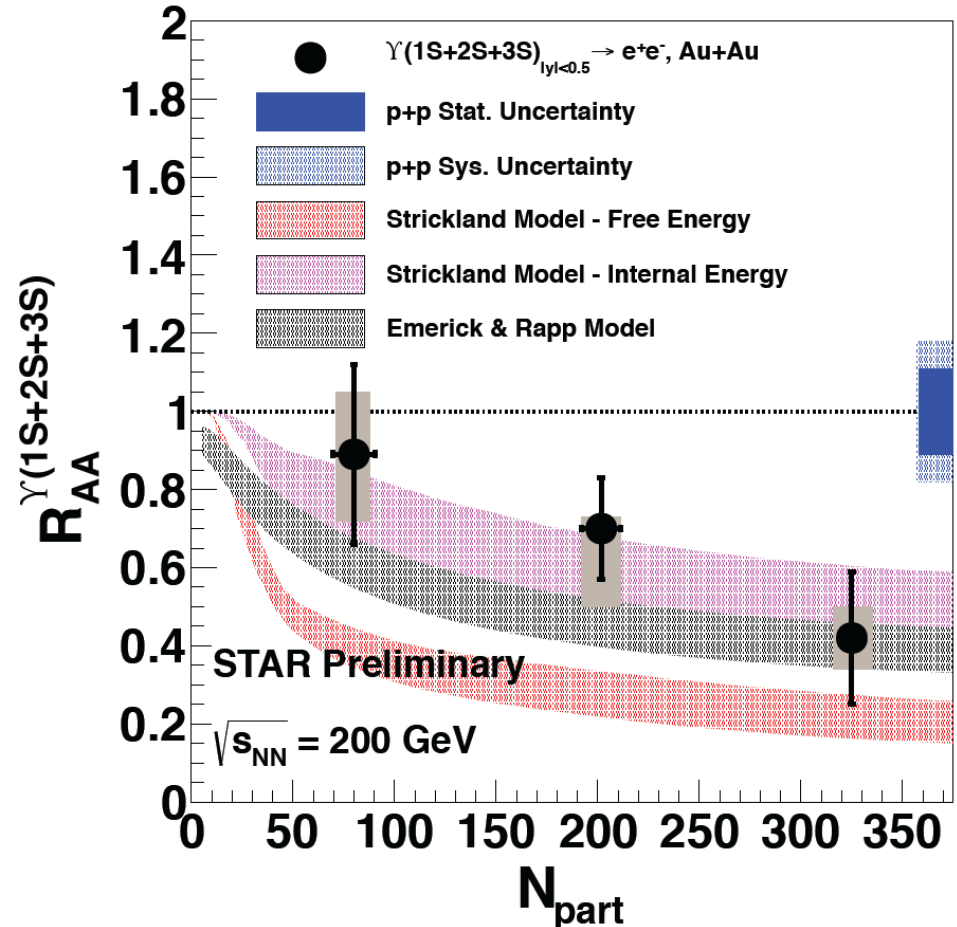 2
ϒ(1S+2S+3S)|y|<0.5 → e⁺e⁻, Au+Au
1.8
p+p Stat. Uncertainty
1.6
p+p Sys. Uncertainty
Strickland Model - Free Energy
1.4
Strickland Model - Internal Energy
1.2
Emerick & Rapp Model
1
0.8
0.6
0.4
0.2
0
R_AA^ϒ(1S+2S+3S)
STAR Preliminary
√s_NN = 200 GeV
0 50 100 150 200 250 300 350
N_part